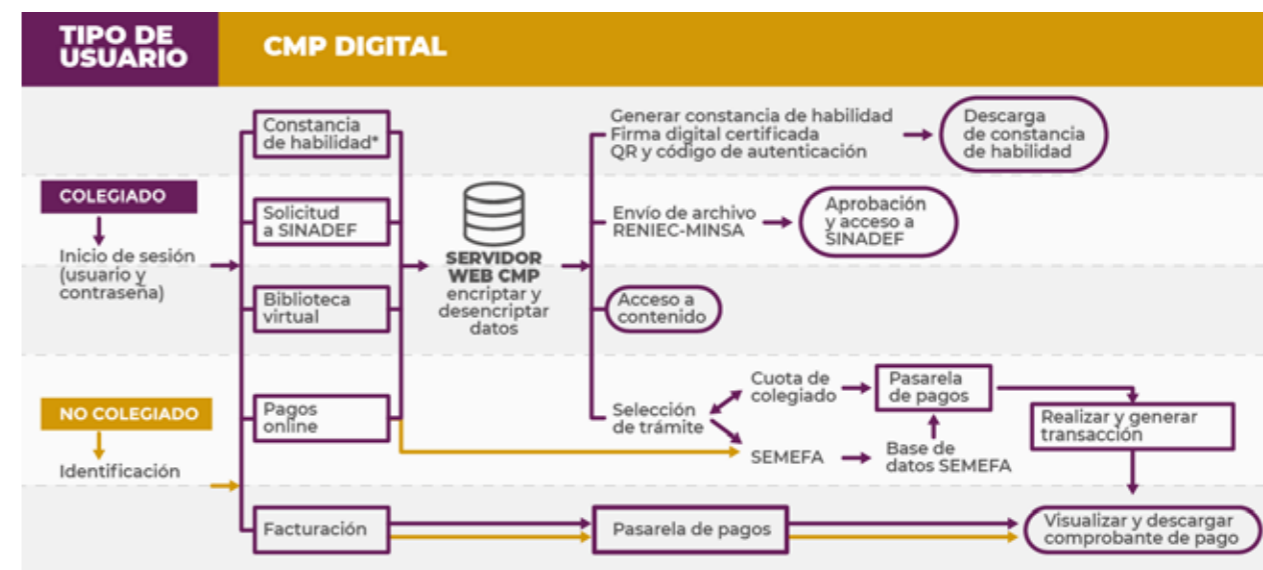 TIPO DE
USUARIO
CMP DIGITAL
COLEGIADO
Inicio de sesión
(usuario y
contraseña)
NO COLEGIADO
Identificación
Constancia
de habilidad*
Solicitud
a SINADEF
Biblioteca
virtual
Pagos
online
Facturación
SERVIDOR
WEB CMP
encriptar y
desencriptar
datos
Generar constancia de habilidad
Firma digital certificada
QR y código de autenticación
Descarga
de constancia
de habilidad
Envío de archivo
RENIEC-MINSA
Aprobación
y acceso a
SINADEF
Acceso a
contenido
Selección
de trámite
Cuota de
colegiado
SEMEFA
Pasarela
de pagos
Base de
datos SEMEFA
Realizar y generar
transacción
Pasarela de pagos
Visualizar y descargar
comprobante de pago